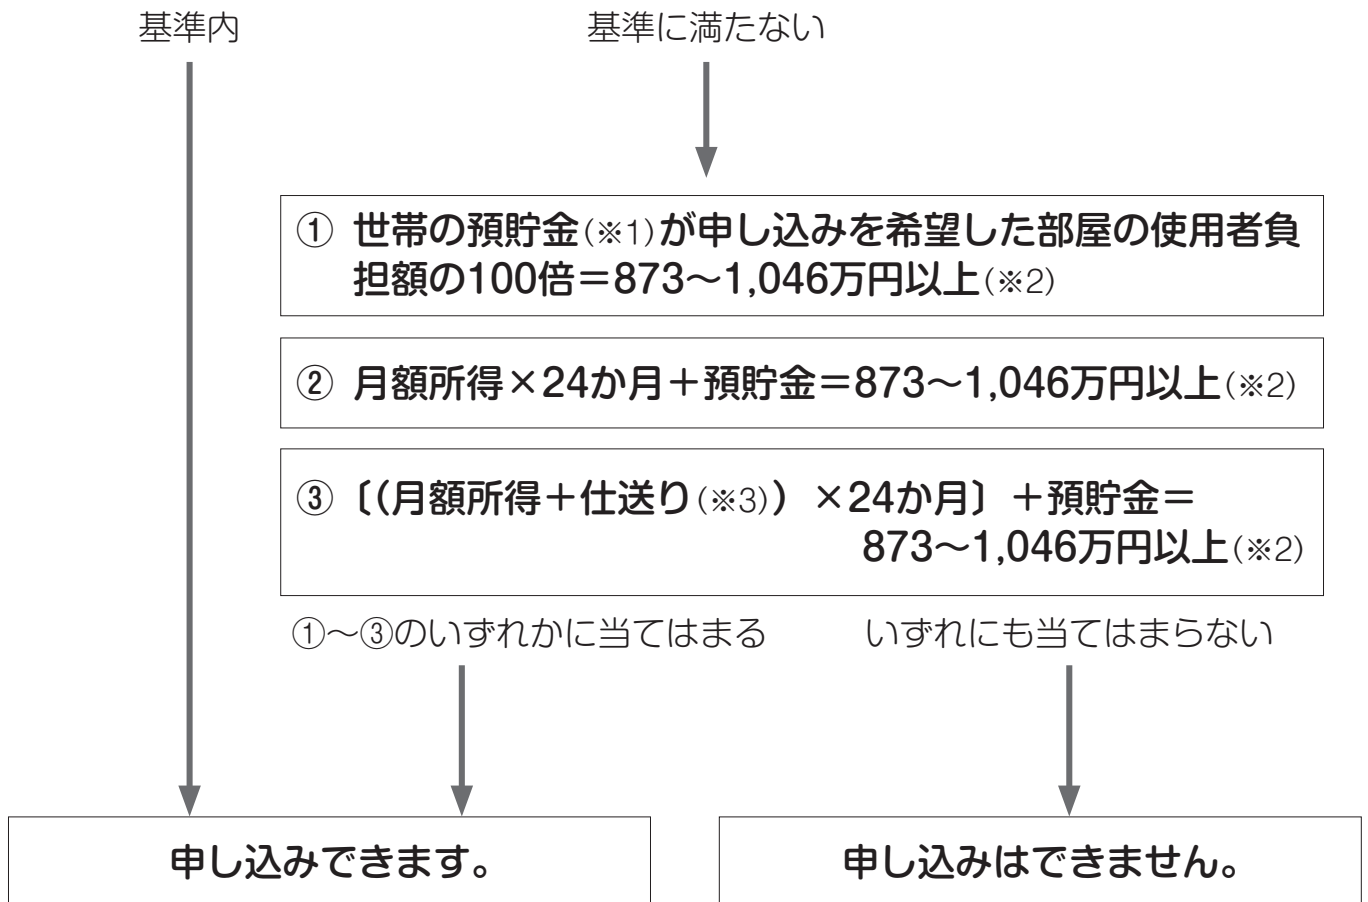 基準内
基準に満たない
① 世帯の預貯金(※1)が申し込みを希望した部屋の使用者負
担額の100倍＝873～1,046万円以上(※2)
② 月額所得×24か月＋預貯金＝873～1,046万円以上(※2)
③〔(月額所得＋仕送り(※3)) ×24か月〕＋預貯金＝
873～1,046万円以上(※2)
①～③のいずれかに当てはまる
いずれにも当てはまらない
申し込みできます。
申し込みはできません。